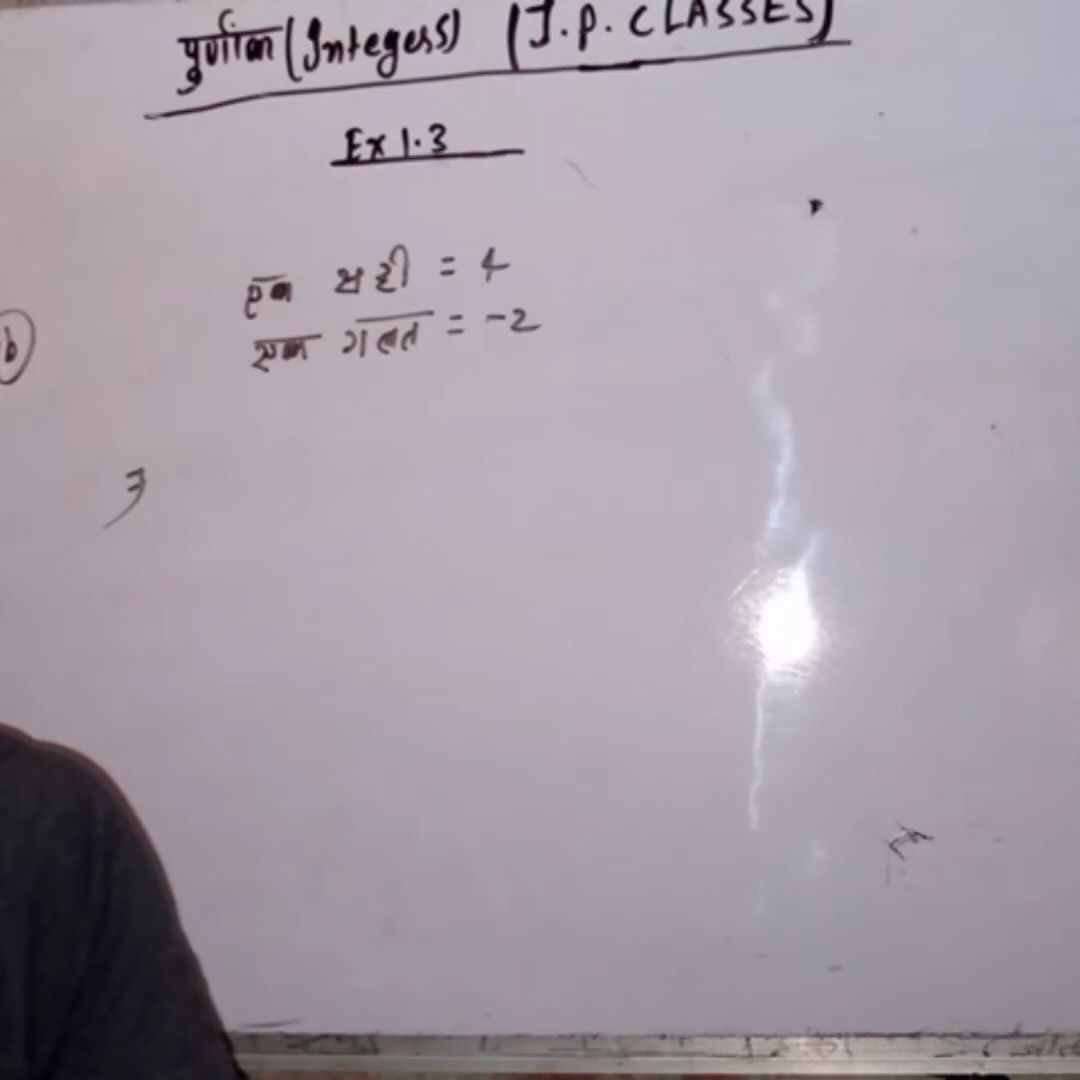 पुर्णांक (Integers) (J.P. CLASSES)
Ex 1.3
एक सही = 4
(b)
एक गलत = -2